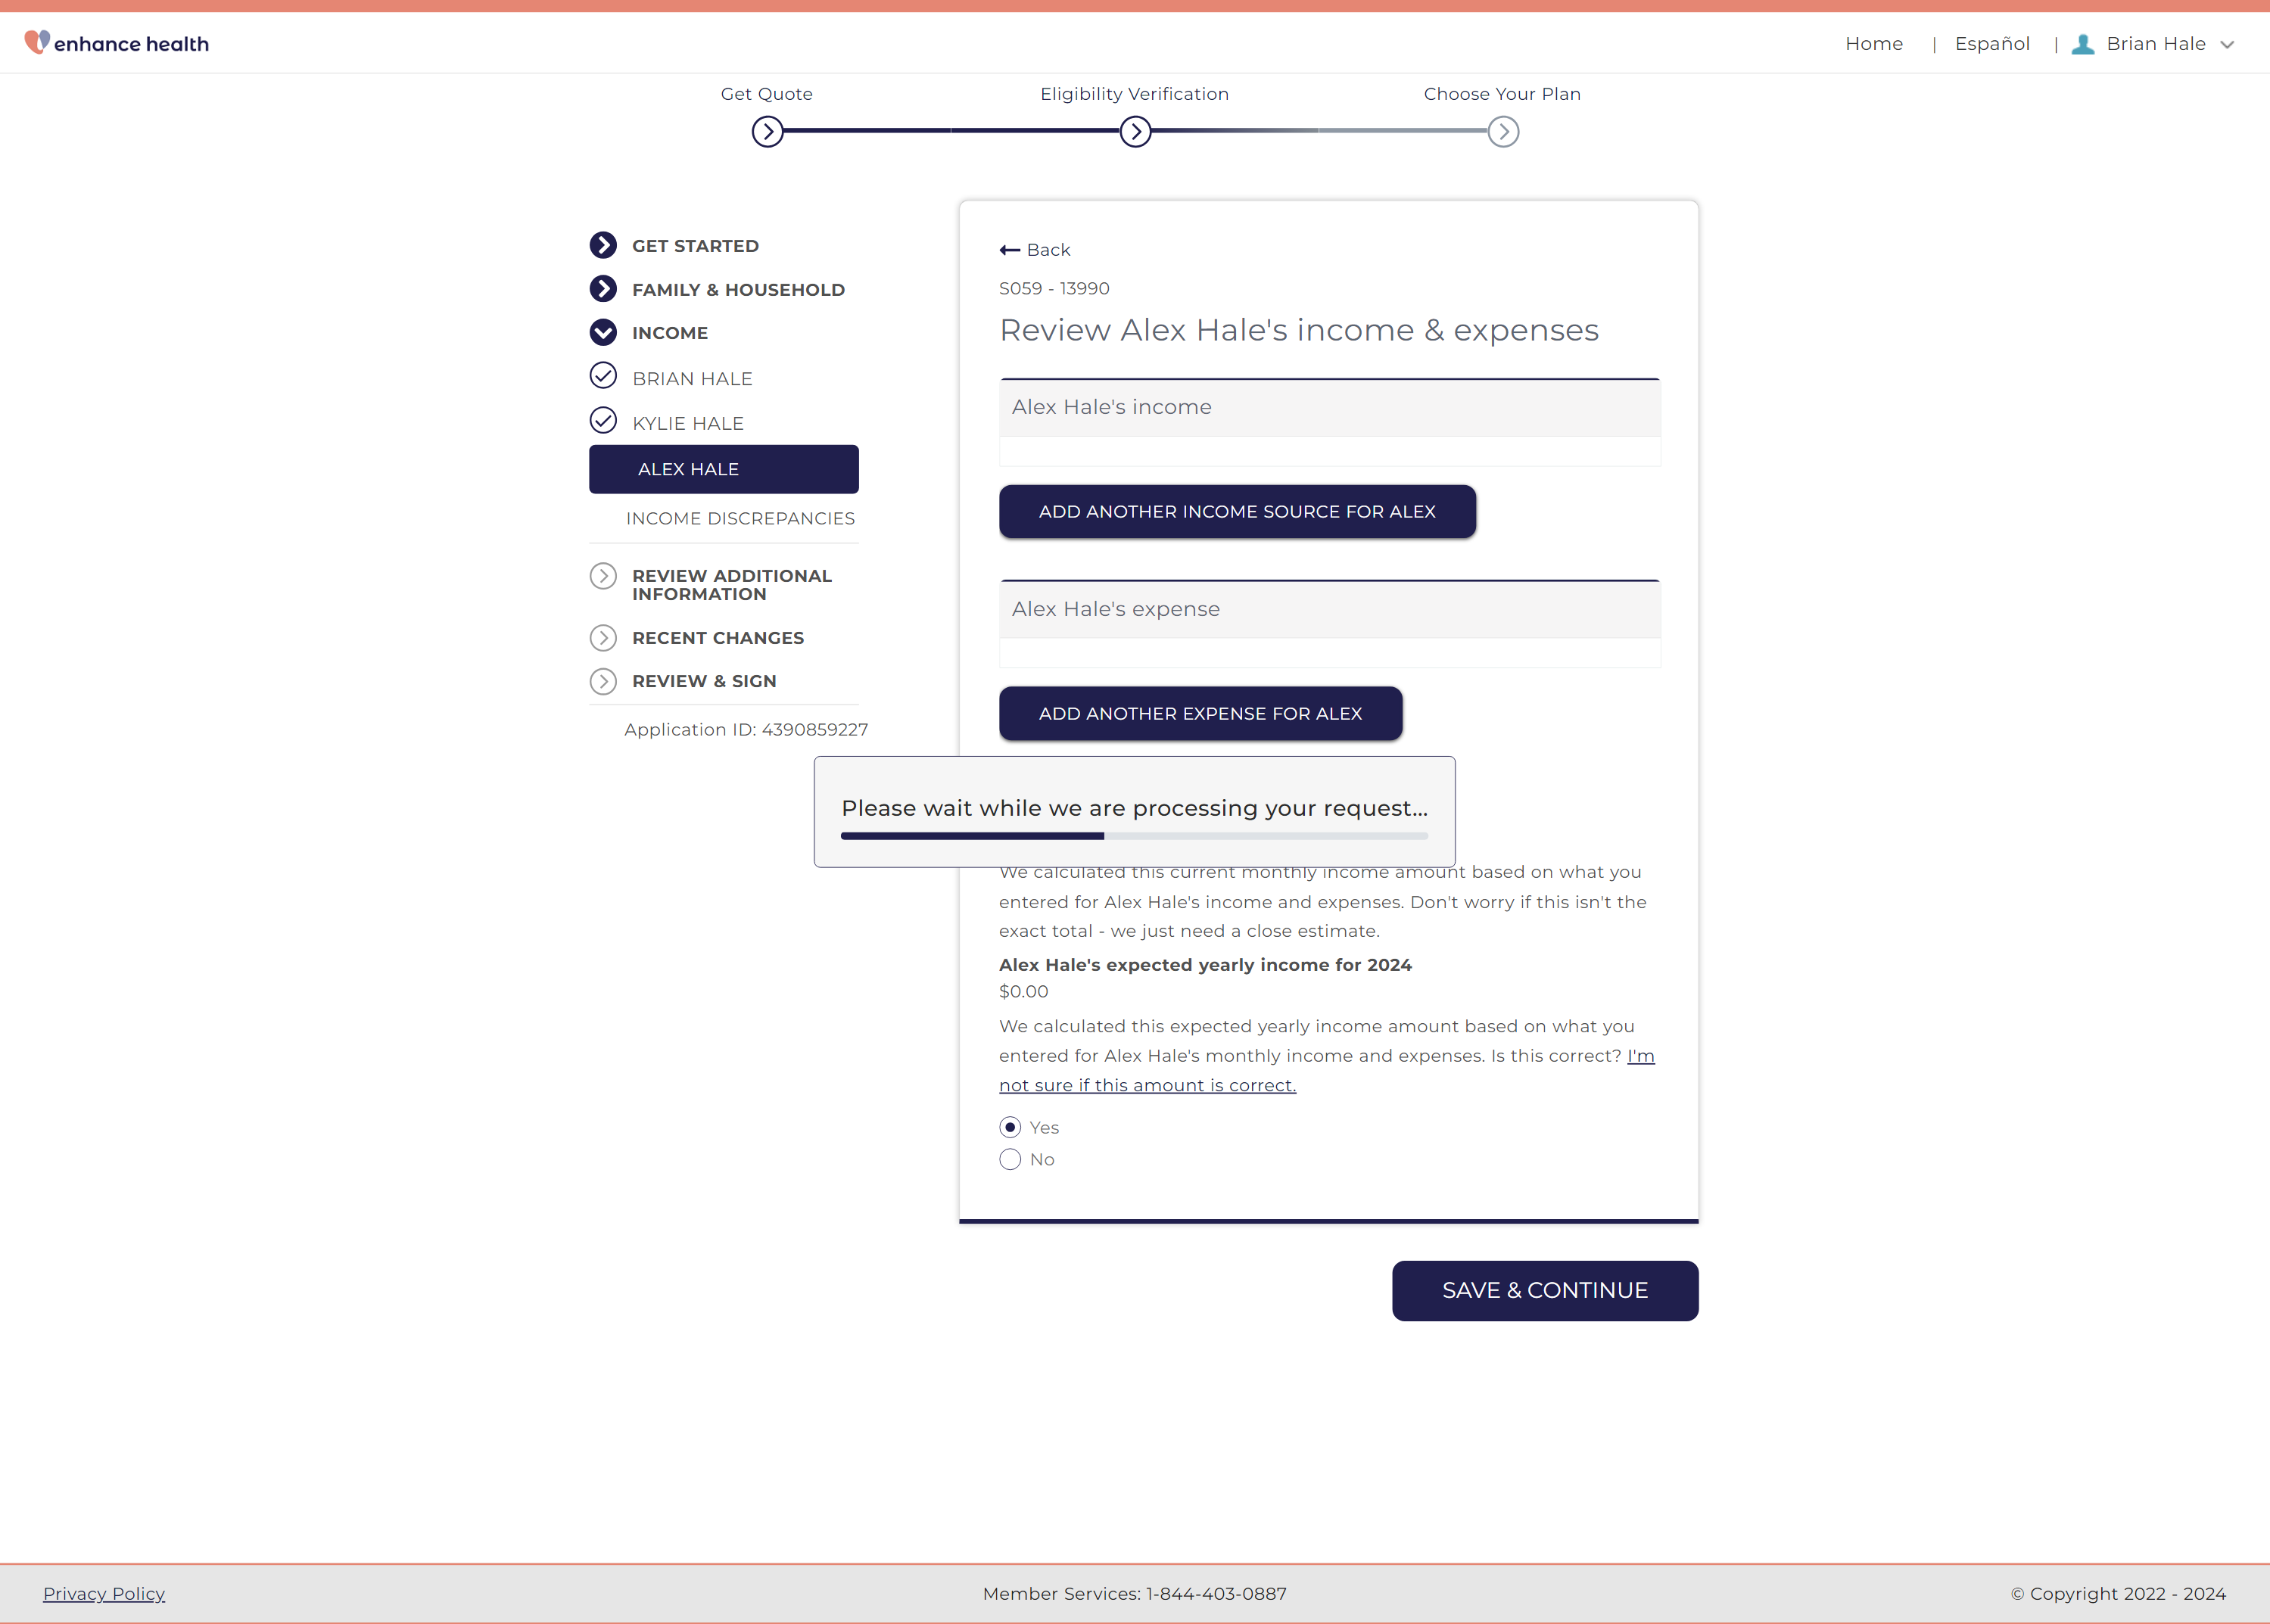 enhance health
Home | Español | Brian Hale
Get Quote
Eligibility Verification
Choose Your Plan
GET STARTED
FAMILY & HOUSEHOLD
INCOME
BRIAN HALE
KYLIE HALE
ALEX HALE
INCOME DISCREPANCIES
REVIEW ADDITIONAL
INFORMATION
RECENT CHANGES
REVIEW & SIGN
Application ID: 4390859227
Back
S059 - 13990
Review Alex Hale's income & expenses
Alex Hale's income
ADD ANOTHER INCOME SOURCE FOR ALEX
Alex Hale's expense
ADD ANOTHER EXPENSE FOR ALEX
Please wait while we are processing your request...
We calculated this current monthly income amount based on what you
entered for Alex Hale's income and expenses. Don't worry if this isn't the
exact total - we just need a close estimate.
Alex Hale's expected yearly income for 2024
$0.00
We calculated this expected yearly income amount based on what you
entered for Alex Hale's monthly income and expenses. Is this correct? I'm
not sure if this amount is correct.
Yes
No
SAVE & CONTINUE
Privacy Policy
Member Services: 1-844-403-0887
© Copyright 2022 - 2024